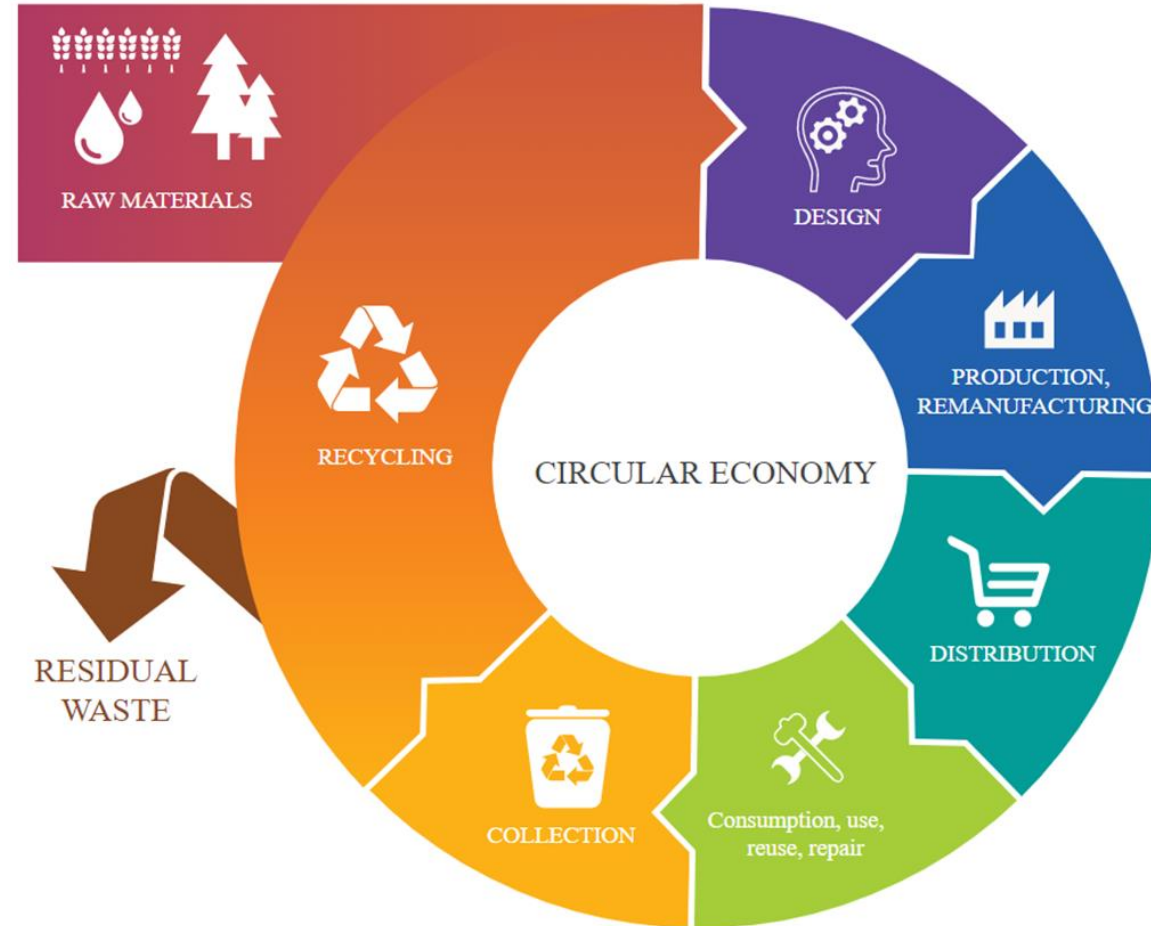 RAW MATERIALS
DESIGN
PRODUCTION,
REMANUFACTURING
RECYCLING
CIRCULAR ECONOMY
DISTRIBUTION
RESIDUAL
WASTE
COLLECTION
Consumption, use,
reuse, repair